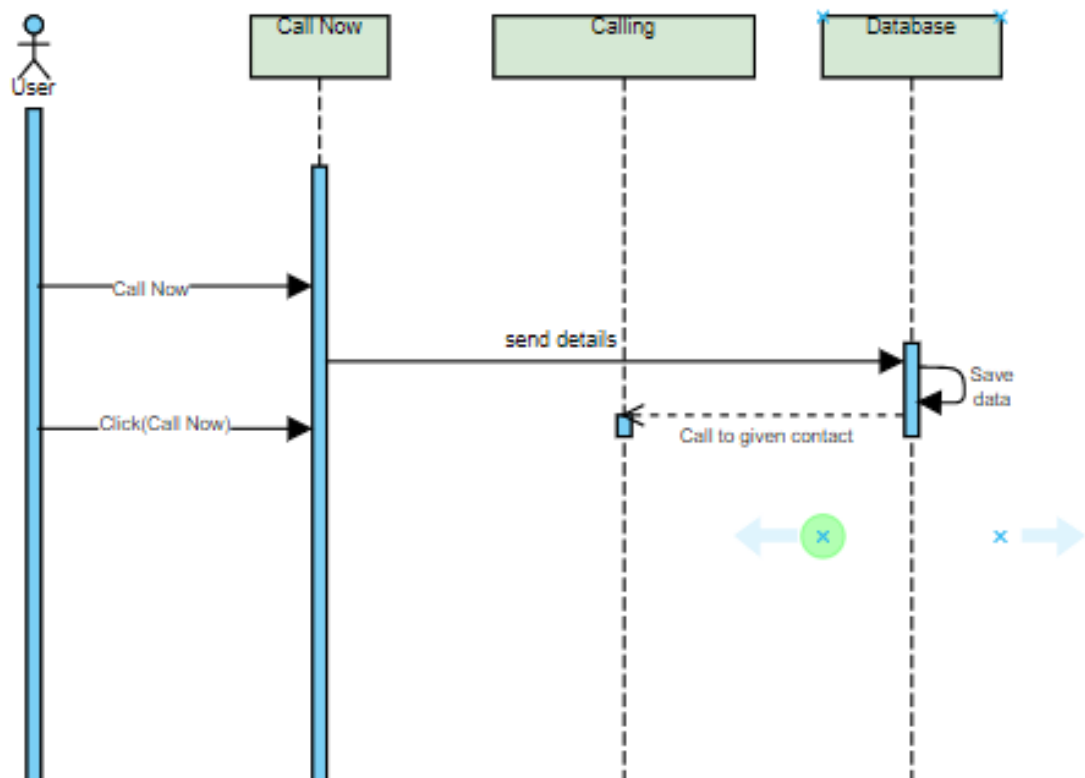 User
Call Now
Calling
Database
Call Now
send details
Save
data
Click(Call Now)
Call to given contact